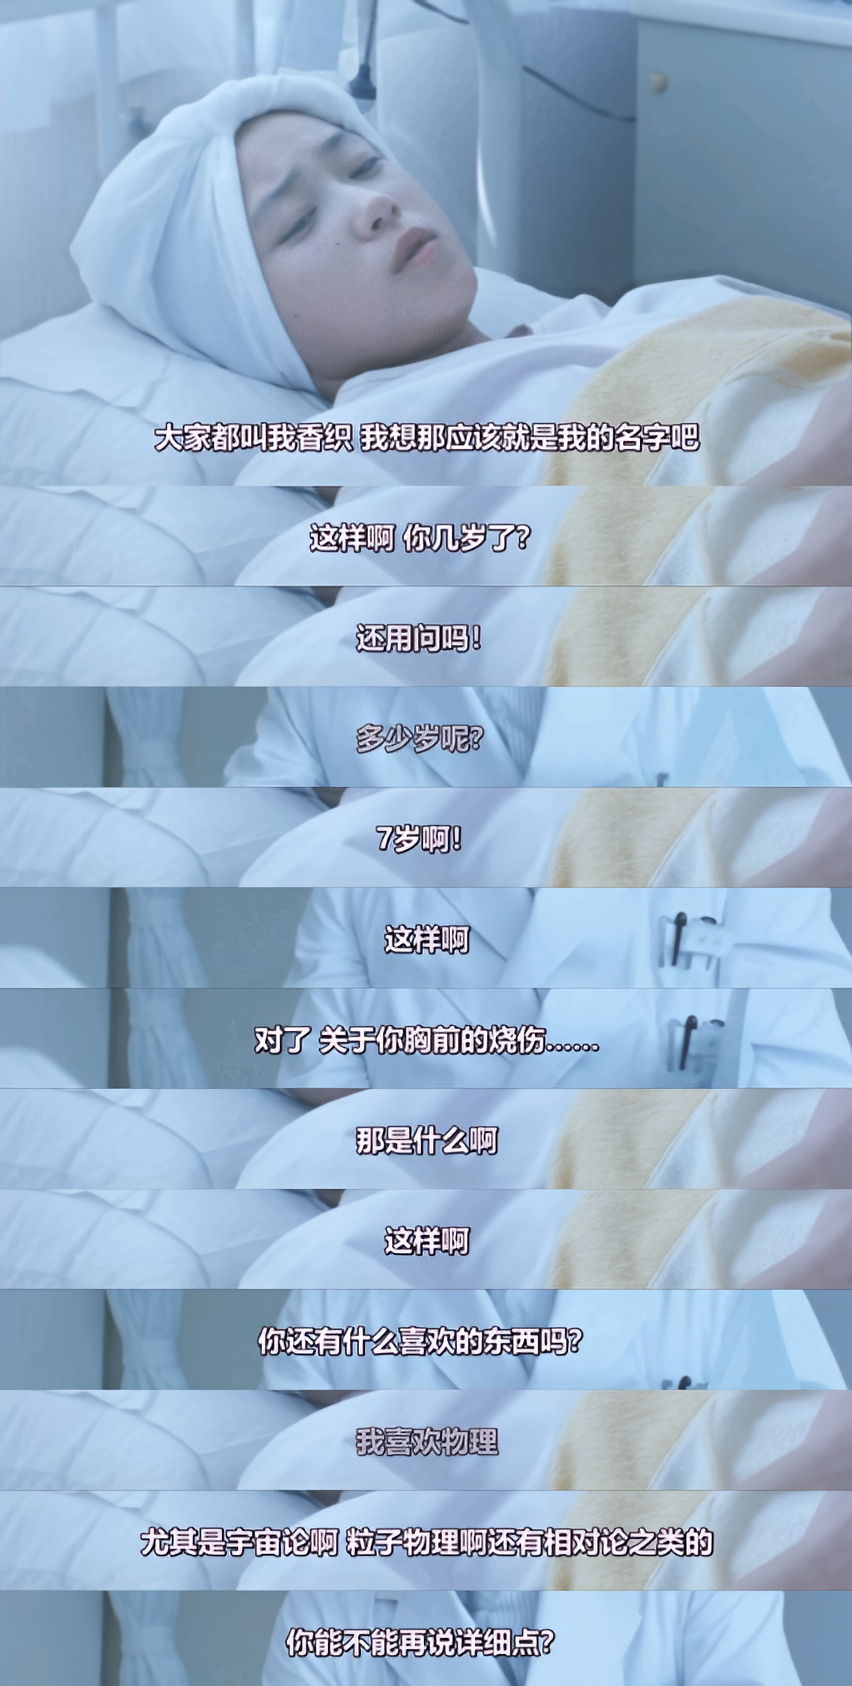 大家都叫我香织 我想那应该就是我的名字吧
这样啊 你几岁了?
还用问吗!
多少岁呢?
7岁啊!
这样啊
对了 关于你胸前的烧伤……
那是什么啊
这样啊
你还有什么喜欢的东西吗?
我喜欢物理
尤其是宇宙论啊 粒子物理啊还有相对论之类的
你能不能再说详细点?